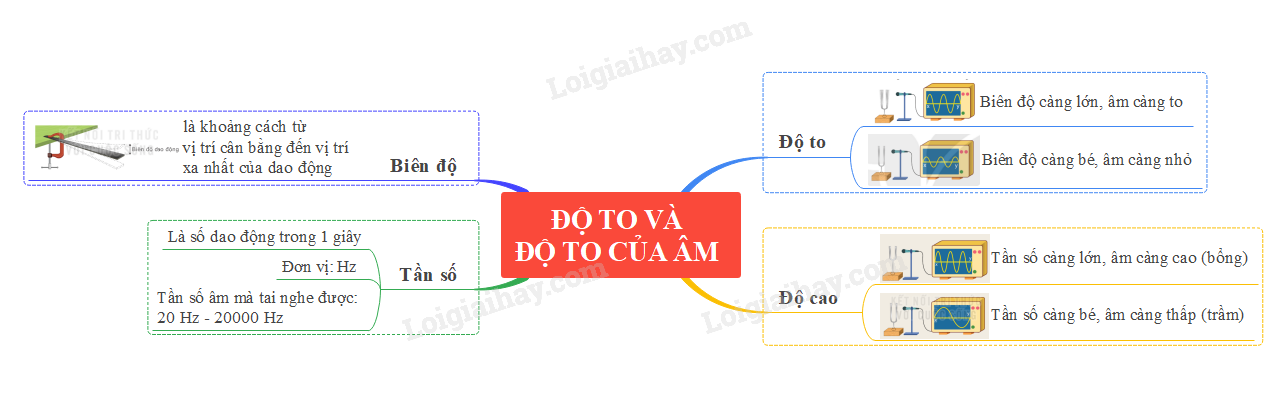 Loigiaihay.com
là khoảng cách từ
vị trí cân bằng đến vị trí
xa nhất của dao động
Biên độ dao động
Biên độ
Là số dao động trong 1 giây
Đơn vị: Hz
Tần số âm mà tai nghe được:
20 Hz - 20000 Hz
Tần số
ĐỘ TO VÀ
ĐỘ TO CỦA ÂM
Độ to
Biên độ càng lớn, âm càng to
Biên độ càng bé, âm càng nhỏ
Độ cao
Tần số càng lớn, âm càng cao (bổng)
Tần số càng bé, âm càng thấp (trầm)
Loigiaihay.com
Loigiaihay.com